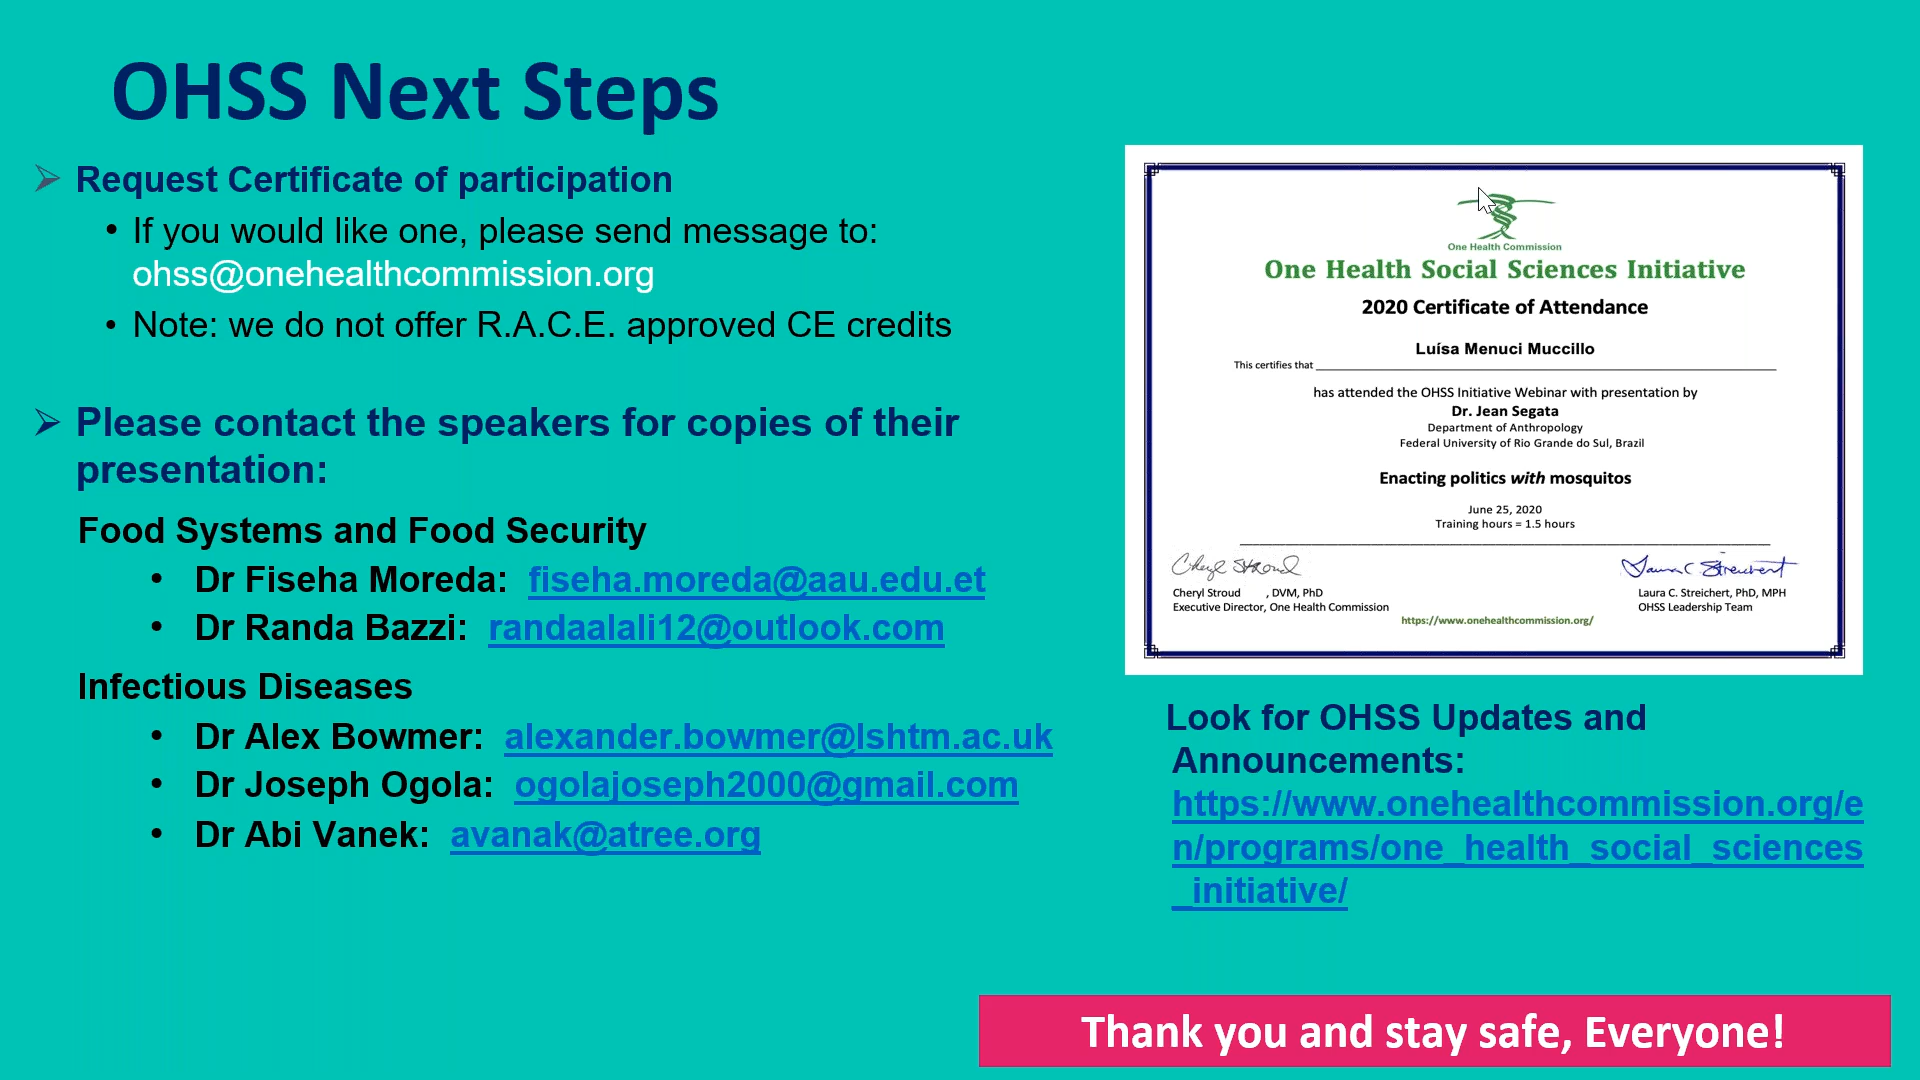 OHSS Next Steps
➢ Request Certificate of participation
• If you would like one, please send message to:
ohss@onehealthcommission.org
• Note: we do not offer R.A.C.E. approved CE credits
➢ Please contact the speakers for copies of their
presentation:
Food Systems and Food Security
• Dr Fiseha Moreda: fiseha.moreda@aau.edu.et
• Dr Randa Bazzi: randaalali12@outlook.com
Infectious Diseases
• Dr Alex Bowmer: alexander.bowmer@lshtm.ac.uk
• Dr Joseph Ogola: ogolajoseph2000@gmail.com
• Dr Abi Vanek: avanak@atree.org
One Health Commission
One Health Social Sciences Initiative
2020 Certificate of Attendance
Luísa Menuci Muccillo
This certifies that
has attended the OHSS Initiative Webinar with presentation by
Dr. Jean Segata
Department of Anthropology
Federal University of Rio Grande do Sul, Brazil
Enacting politics with mosquitos
June 25, 2020
Training hours = 1.5 hours
Cheryl Stroud
Laura C. Streichert
Cheryl Stroud , DVM, PhD
Executive Director, One Health Commission
Laura C. Streichert, PhD, MPH
OHSS Leadership Team
https://www.onehealthcommission.org/
Look for OHSS Updates and
Announcements:
https://www.onehealthcommission.org/e
n/programs/one_health_social_sciences
_initiative/
Thank you and stay safe, Everyone!